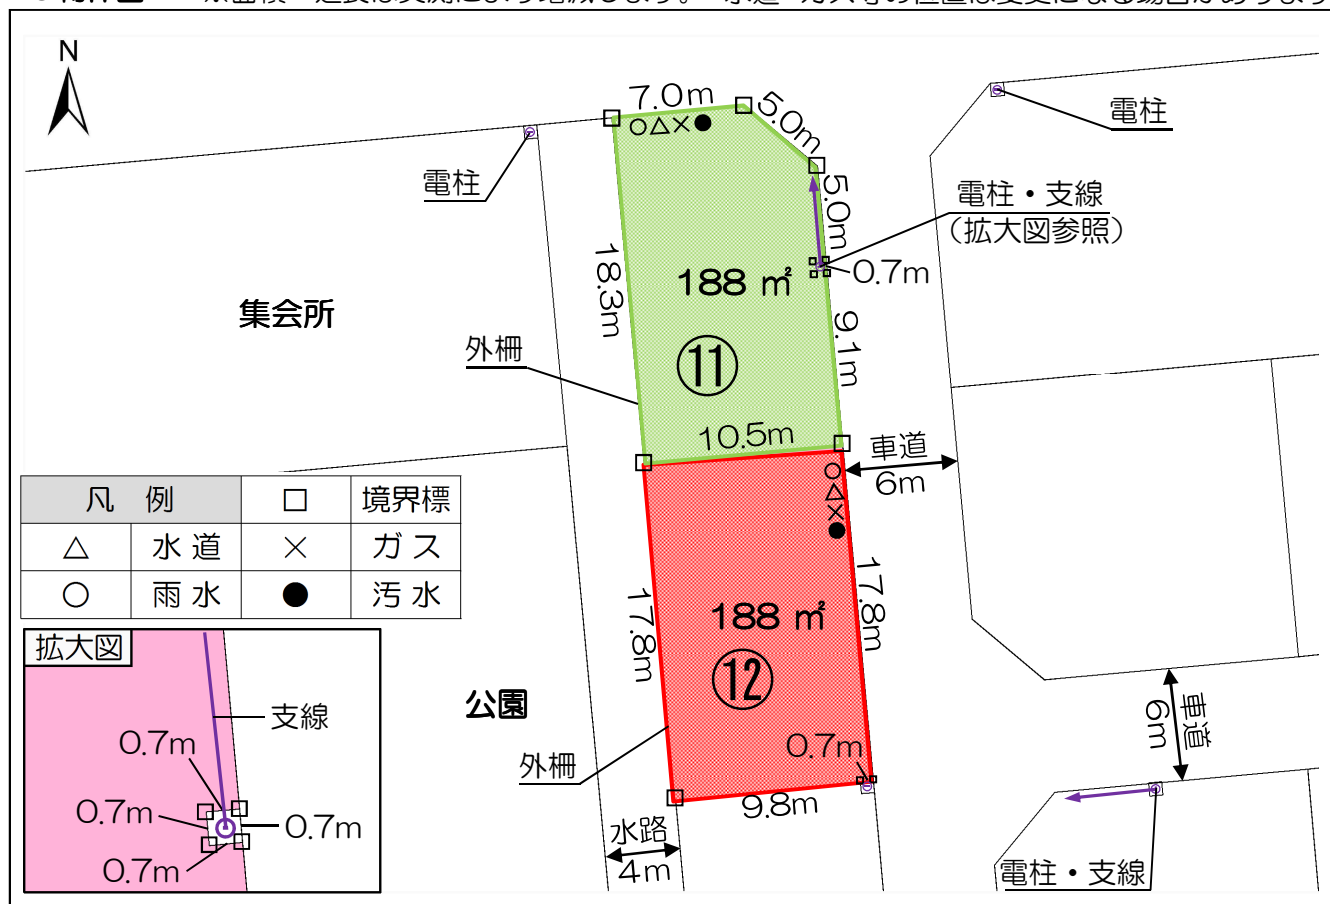 N
7.0m
5.0m
5.0m
電柱
電柱
電柱・支線
(拡大図参照)
0.7m
188 ㎡
18.3m
集会所
9.1m
外柵
⑪
10.5m
車道
6m
凡 例 □ 境界標
△ 水道 × ガス
○ 雨水 ● 汚水
17.8m
17.8m
188 ㎡
⑫
公園
外柵
0.7m
9.8m
水路
4m
車道
6m
電柱・支線
拡大図
支線
0.7m
0.7m
0.7m
0.7m